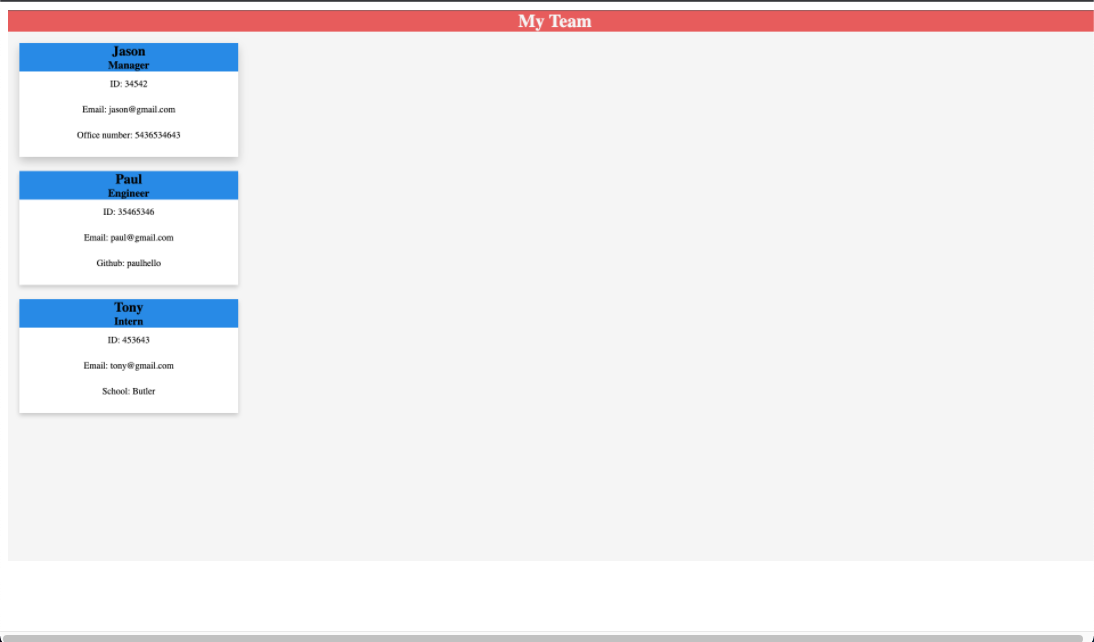 My Team
Jason
Manager
ID: 34542
Email: jason@gmail.com
Office number: 5436534643
Paul
Engineer
ID: 35465346
Email: paul@gmail.com
Github: paulhello
Tony
Intern
ID: 453643
Email: tony@gmail.com
School: Butler